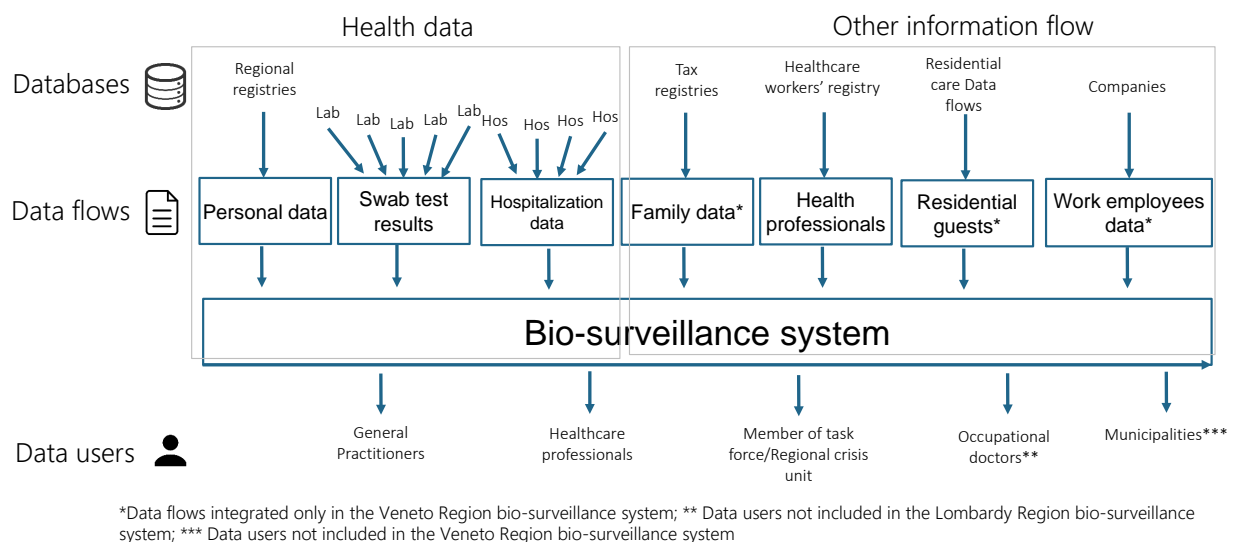 Health data
Other information flow
Databases
Regional
registries
Lab
Lab
Lab
Lab
Lab
Hos
Hos
Hos
Hos
Tax
registries
Healthcare
workers' registry
Residential
care Data
flows
Companies
Data flows
Personal data
Swab test
results
Hospitalization
data
Family data*
Health
professionals
Residential
guests*
Work employees
data*
Bio-surveillance system
Data users
General
Practitioners
Healthcare
professionals
Member of task
force/Regional crisis
unit
Occupational
doctors**
Municipalities***
*Data flows integrated only in the Veneto Region bio-surveillance system; ** Data users not included in the Lombardy Region bio-surveillance
system; *** Data users not included in the Veneto Region bio-surveillance system